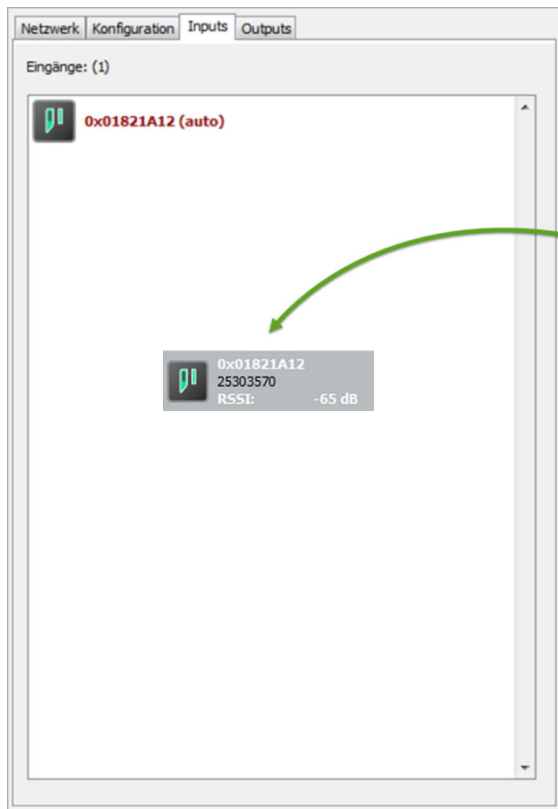 Netzwerk Konfiguration Inputs Outputs
Eingänge: (1)
0x01821A12 (auto)
0x01821A12
25303570
RSSI: -65 dB